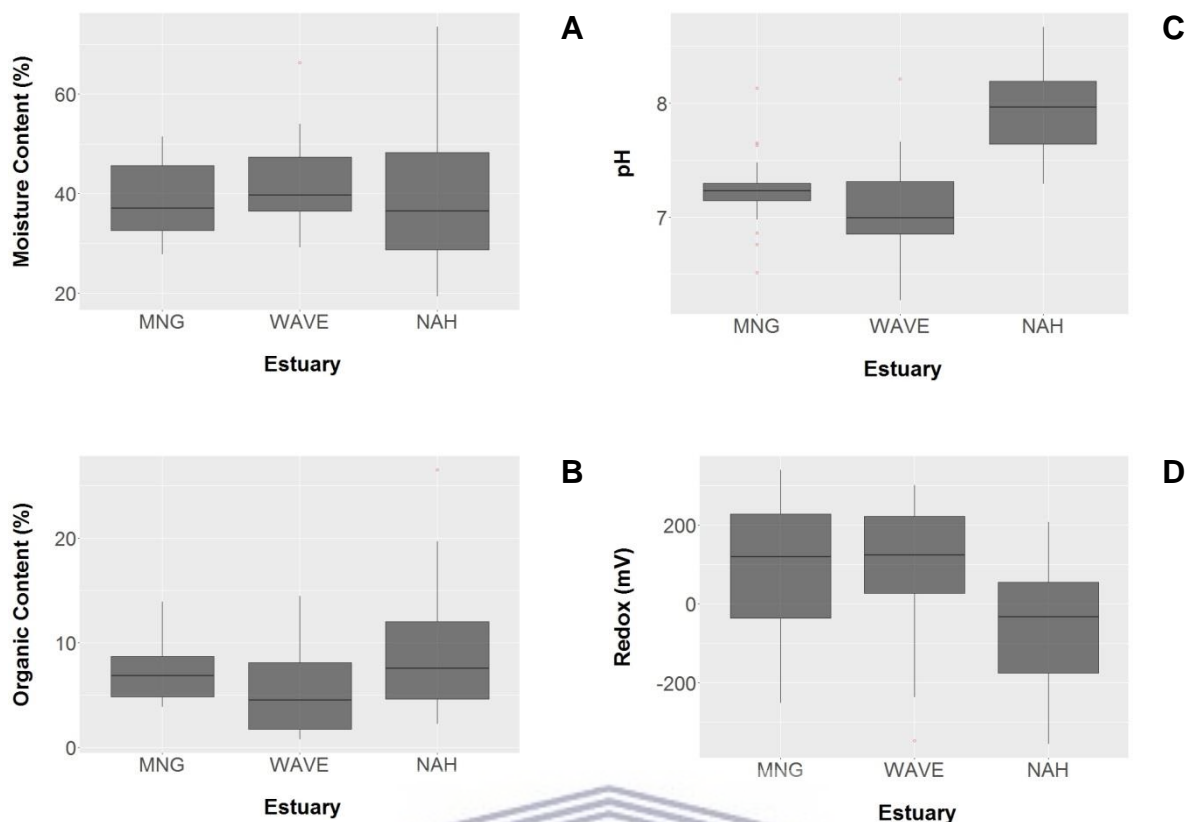 A
Moisture Content (%)
60
40
20
MNG WAVE NAH
Estuary
C
pH
8
7
MNG WAVE NAH
Estuary
B
Organic Content (%)
20
10
0
MNG WAVE NAH
Estuary
D
Redox (mV)
200
0
-200
MNG WAVE NAH
Estuary